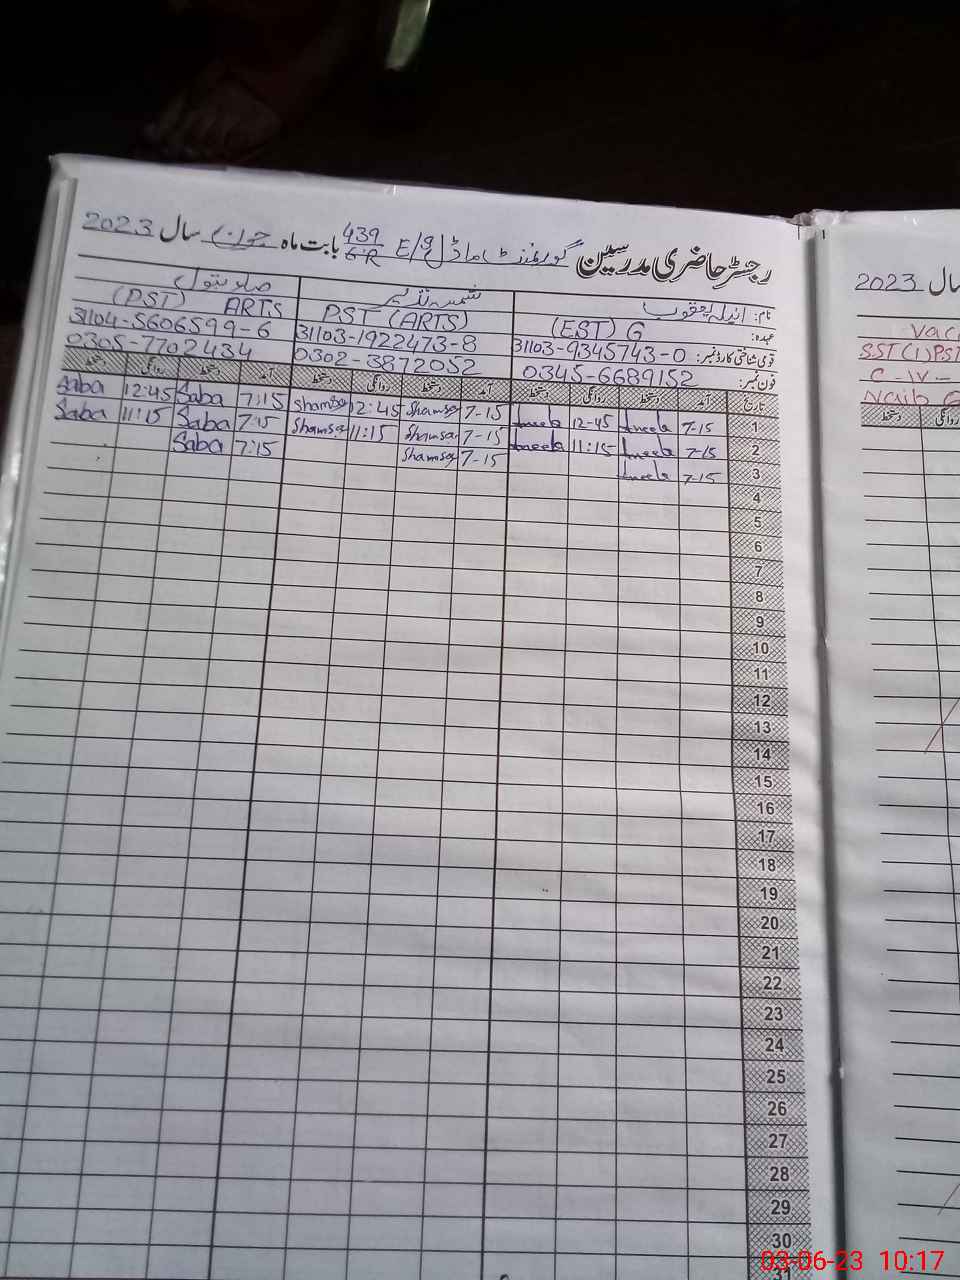 رجسٹر حاضری مدرسین گورنمنٹ ماڈل E/g 439/6R بابت ماہ جون سال 2023
نام: انیلہ یعقوب شمسہ نذیر صباء بتول
عہدہ: (EST) G PST (ARTS) (PST) ARTS
قومی شناختی کارڈ نمبر: 31103-9345743-0 31103-1922473-8 31104-5606599-6
فون نمبر: 0345-6689152 0302-3872052 0305-7702434
تاریخ آمد دستخط روانگی دستخط آمد دستخط روانگی دستخط آمد دستخط روانگی دستخط
1 7-15 Aneela 12-45 Aneela 7-15 Shamsa 12:45 Shamsa 7:15 Saba 12:45 Saba
2 7-15 Aneela 11:15 Aneela 7-15 Shamsa 11:15 Shamsa 7:15 Saba 11:15 Saba
3 7-15 Aneela 7-15 Shamsa 7:15 Saba
4
5
6
7
8
9
10
11
12
13
14
15
16
17
18
19
20
21
22
23
24
25
26
27
28
29
30
31
سال 2023
Vac
SST(1)PST
C-IV-
Naib
روانگی دستخط
03-06-23 10:17